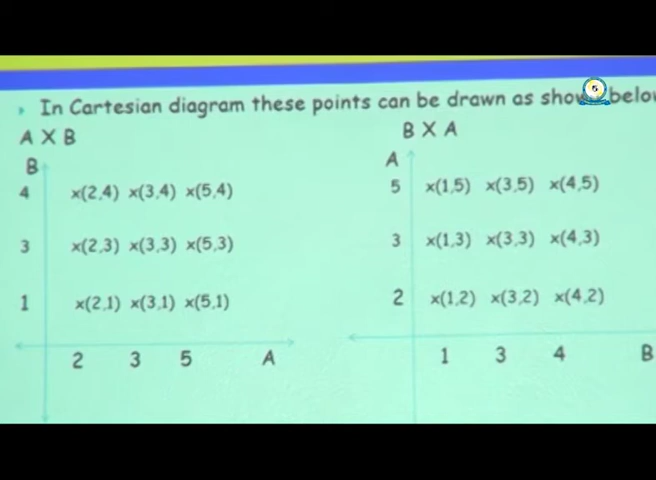 In Cartesian diagram these points can be drawn as shown below
A X B
B
4 x(2,4) x(3,4) x(5,4)
3 x(2,3) x(3,3) x(5,3)
1 x(2,1) x(3,1) x(5,1)
2 3 5 A
B X A
A
5 x(1,5) x(3,5) x(4,5)
3 x(1,3) x(3,3) x(4,3)
2 x(1,2) x(3,2) x(4,2)
1 3 4 B